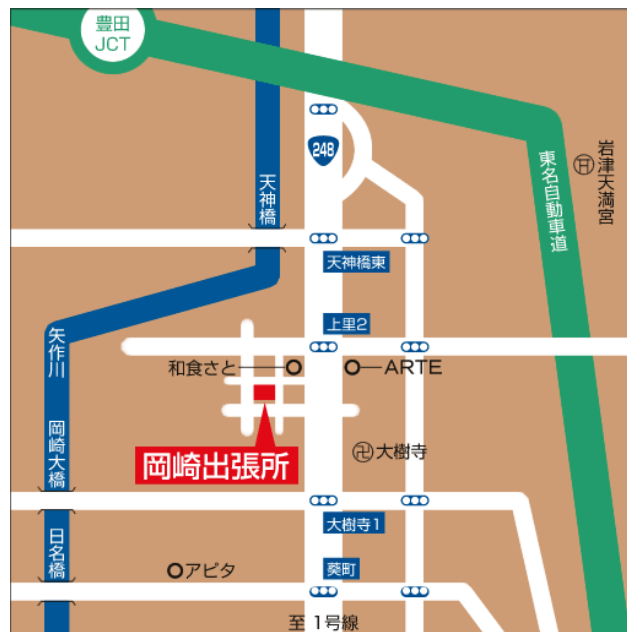 豊田
JCT
248
天神橋
東名自動車道
岩津天満宮
天神橋東
上里2
矢作川
和食さと
ARTE
岡崎大橋
岡崎出張所
卍大樹寺
大樹寺1
日名橋
アピタ
葵町
至 1号線